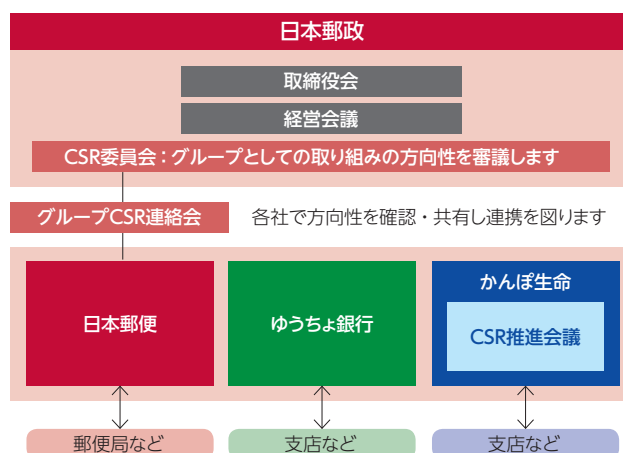 日本郵政
取締役会
経営会議
CSR委員会：グループとしての取り組みの方向性を審議します
グループCSR連絡会
各社で方向性を確認・共有し連携を図ります
日本郵便
ゆうちょ銀行
かんぽ生命
CSR推進会議
郵便局など
支店など
支店など